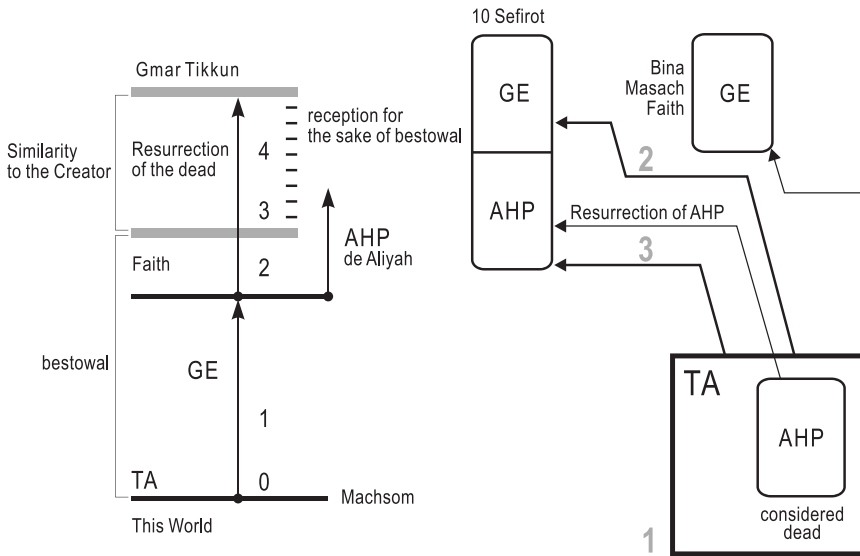 Gmar Tikkun
Similarity
to the Creator
Resurrection
of the dead
4
3
reception for
the sake of bestowal
AHP
de Aliyah
Faith
2
bestowal
GE
1
TA
0
Machsom
This World
10 Sefirot
GE
AHP
Bina
Masach
Faith
GE
2
Resurrection of AHP
3
TA
AHP
considered
dead
1